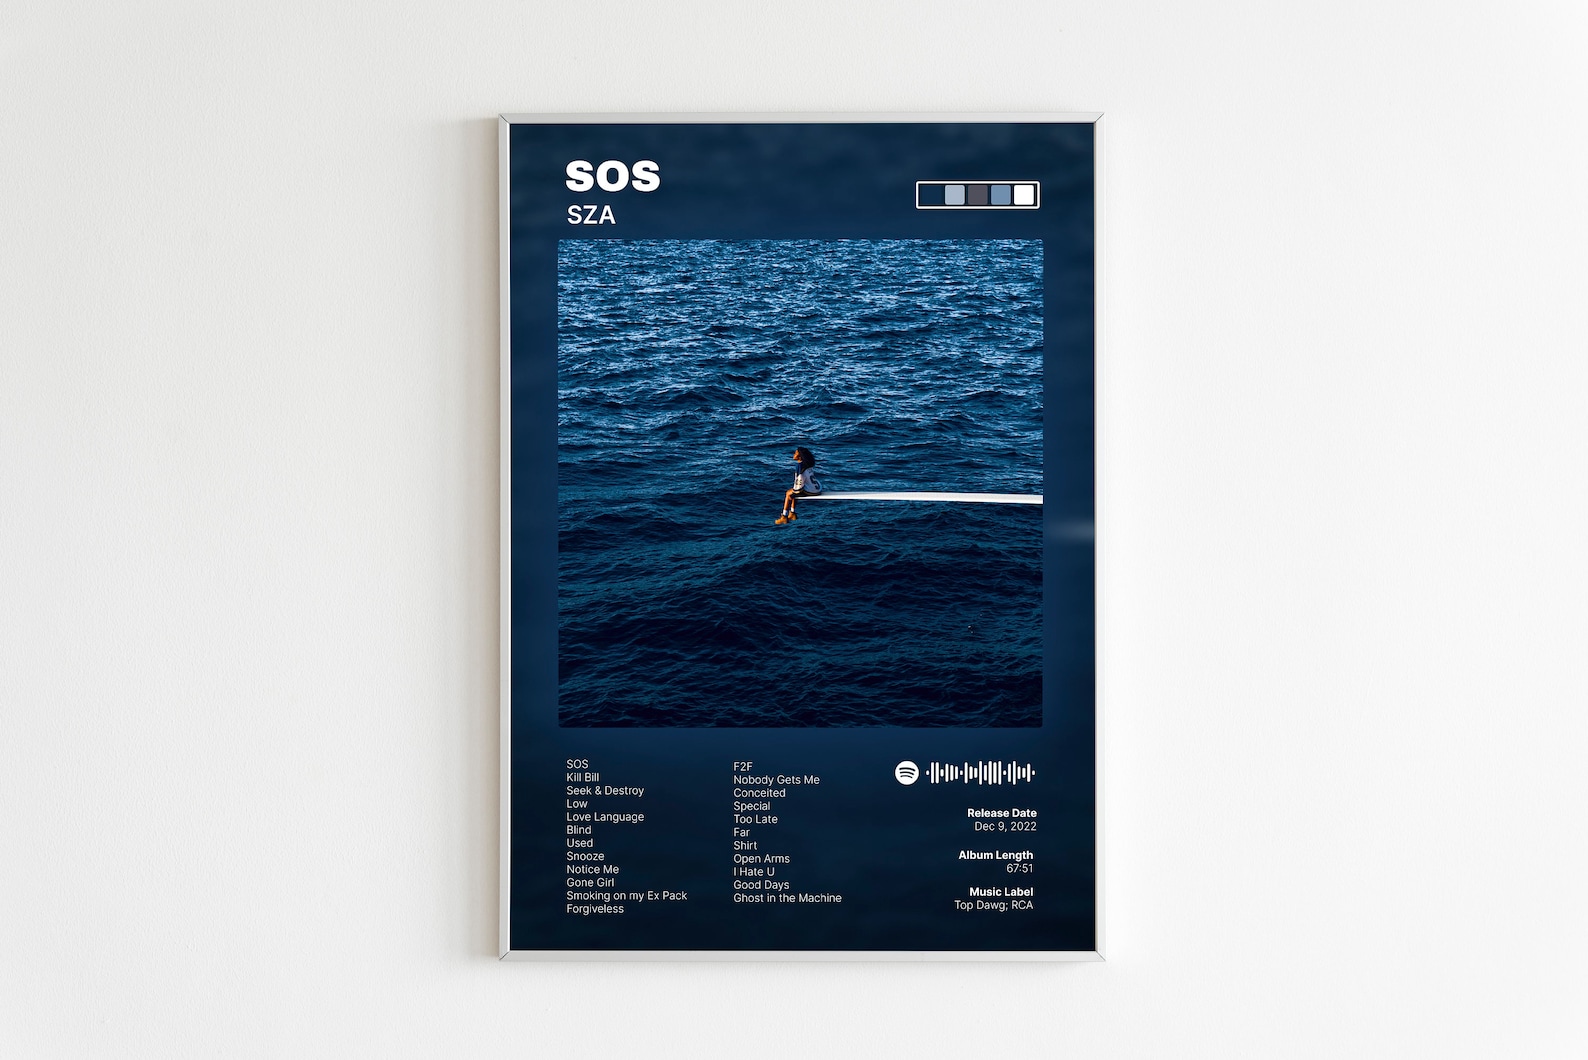 SOS
SZA
SOS
Kill Bill
Seek & Destroy
Low
Love Language
Blind
Used
Snooze
Notice Me
Gone Girl
Smoking on my Ex Pack
Forgiveless
F2F
Nobody Gets Me
Conceited
Special
Too Late
Far
Shirt
Open Arms
I Hate U
Good Days
Ghost in the Machine
Release Date
Dec 9, 2022
Album Length
67:51
Music Label
Top Dawg; RCA